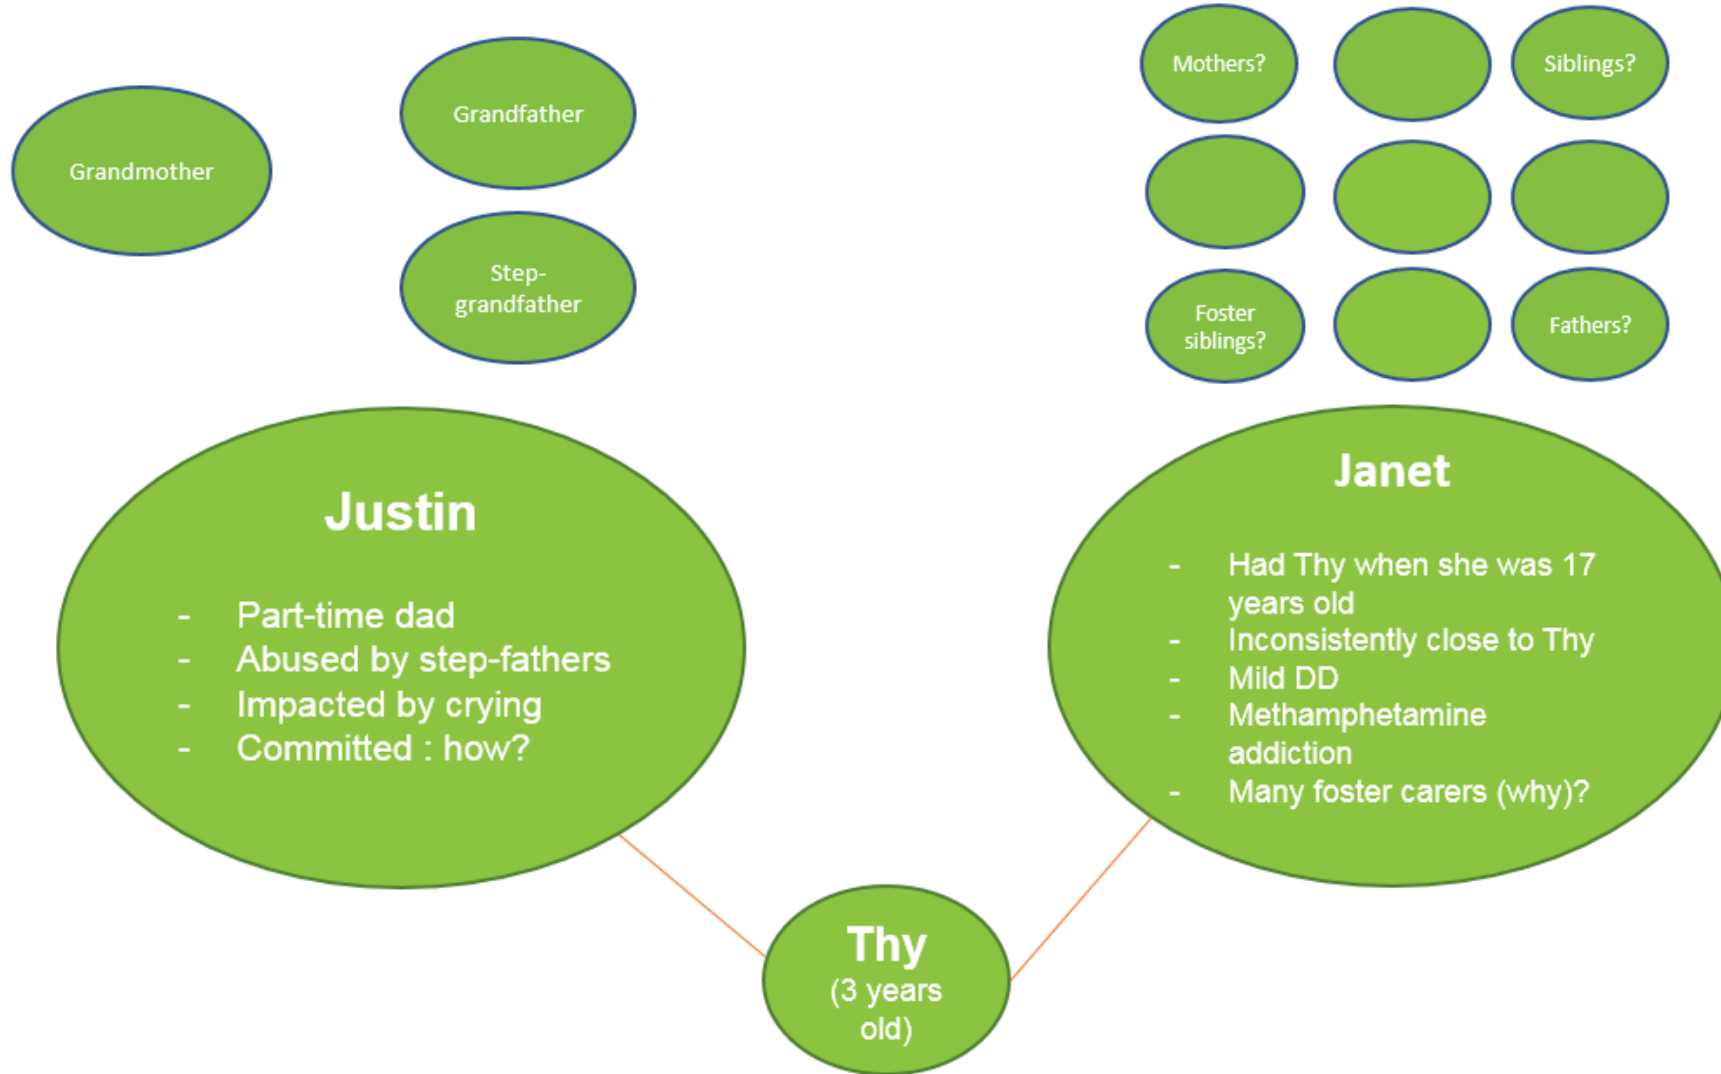 Grandmother
Grandfather
Step-
grandfather
Mothers?
Siblings?
Foster
siblings?
Fathers?
Justin
- Part-time dad
- Abused by step-fathers
- Impacted by crying
- Committed : how?
Janet
- Had Thy when she was 17
years old
- Inconsistently close to Thy
- Mild DD
- Methamphetamine
addiction
- Many foster carers (why)?
Thy
(3 years
old)